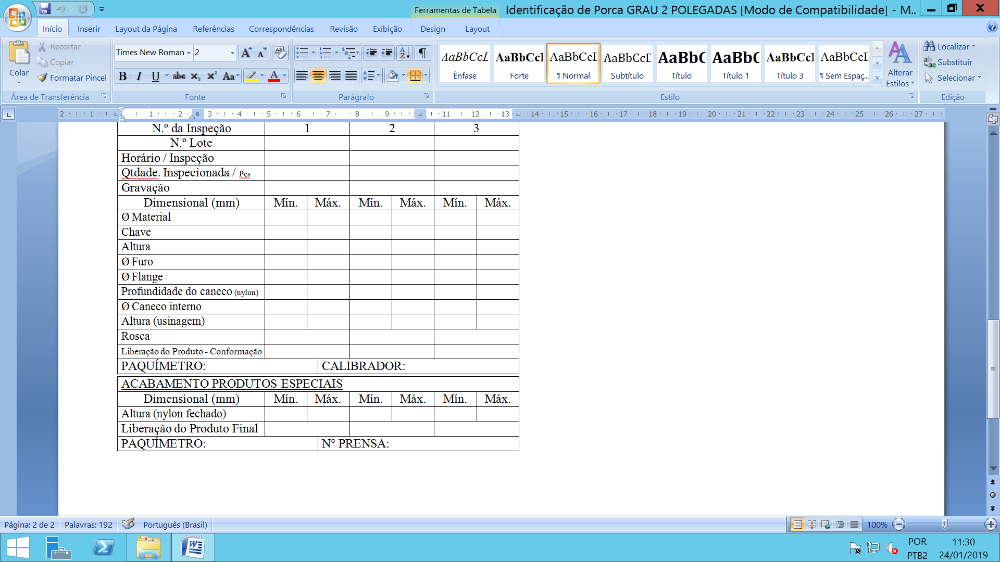 Ferramentas de Tabela
Identificação de Porca GRAU 2 POLEGADAS [Modo de Compatibilidade] - M...
Início Inserir Layout da Página Referências Correspondências Revisão Exibição Design Layout
Colar
Recortar
Copiar
Formatar Pincel
Área de Transferência
Times New Roman 2
Fonte
Parágrafo
AaBbCcL AaBbCcI AaBbCcI AaBbCcD AaBbC AaBbC AaBbCcI AaBbCcI
Ênfase Forte ¶ Normal Subtítulo Título Título 1 Título 3 ¶ Sem Espaç...
Estilo
Alterar Estilos
Localizar
Substituir
Selecionar
Edição
2 1 1 2 3 4 5 6 7 8 9 11 12 13 14 15 16 17 18 19 20 21 22 23 24 25 26 27
N.º da Inspeção 1 2 3
N.º Lote
Horário / Inspeção
Qtdade. Inspecionada / Pçs
Gravação
Dimensional (mm) Mín. Máx. Mín. Máx. Mín. Máx.
Ø Material
Chave
Altura
Ø Furo
Ø Flange
Profundidade do caneco (nylon)
Ø Caneco interno
Altura (usinagem)
Rosca
Liberação do Produto - Conformação
PAQUÍMETRO: CALIBRADOR:
ACABAMENTO PRODUTOS ESPECIAIS
Dimensional (mm) Mín. Máx. Mín. Máx. Mín. Máx.
Altura (nylon fechado)
Liberação do Produto Final
PAQUÍMETRO: N° PRENSA:
Página: 2 de 2 Palavras: 192 Português (Brasil) 100%
POR 11:30
PTB2 24/01/2019